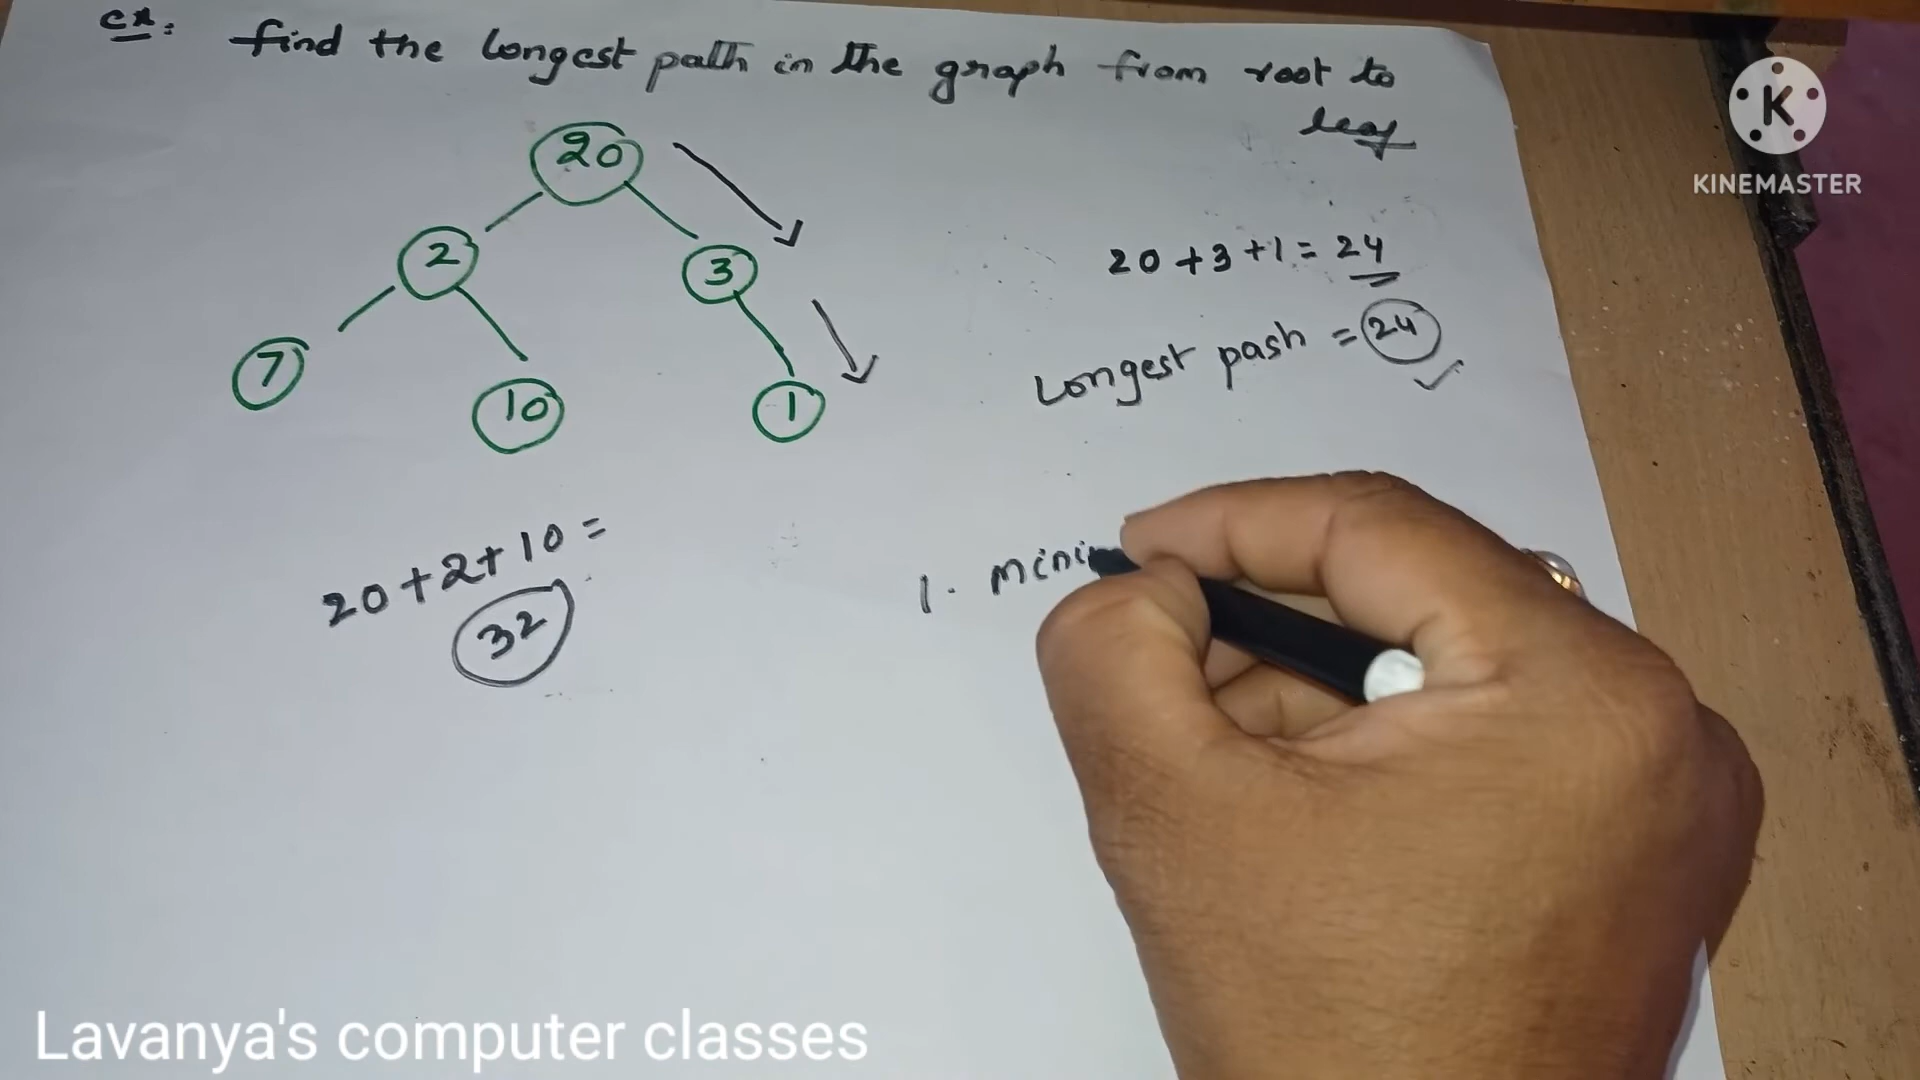 ex: find the longest path in the graph from root to
leaf
20
2
3
7
10
1
20 + 3 + 1 = 24
Longest pash = 24
20 + 2 + 10 =
32
1. mini
K
KINEMASTER
Lavanya's computer classes